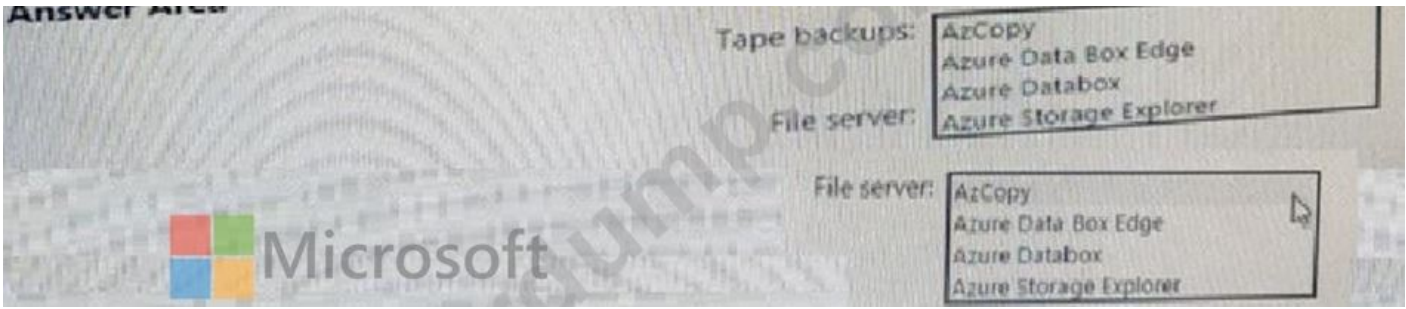 Answer Area
Tape backups:
AzCopy
Azure Data Box Edge
Azure Databox
Azure Storage Explorer
File server:
File server:
AzCopy
Azure Data Box Edge
Azure Databox
Azure Storage Explorer
Microsoft